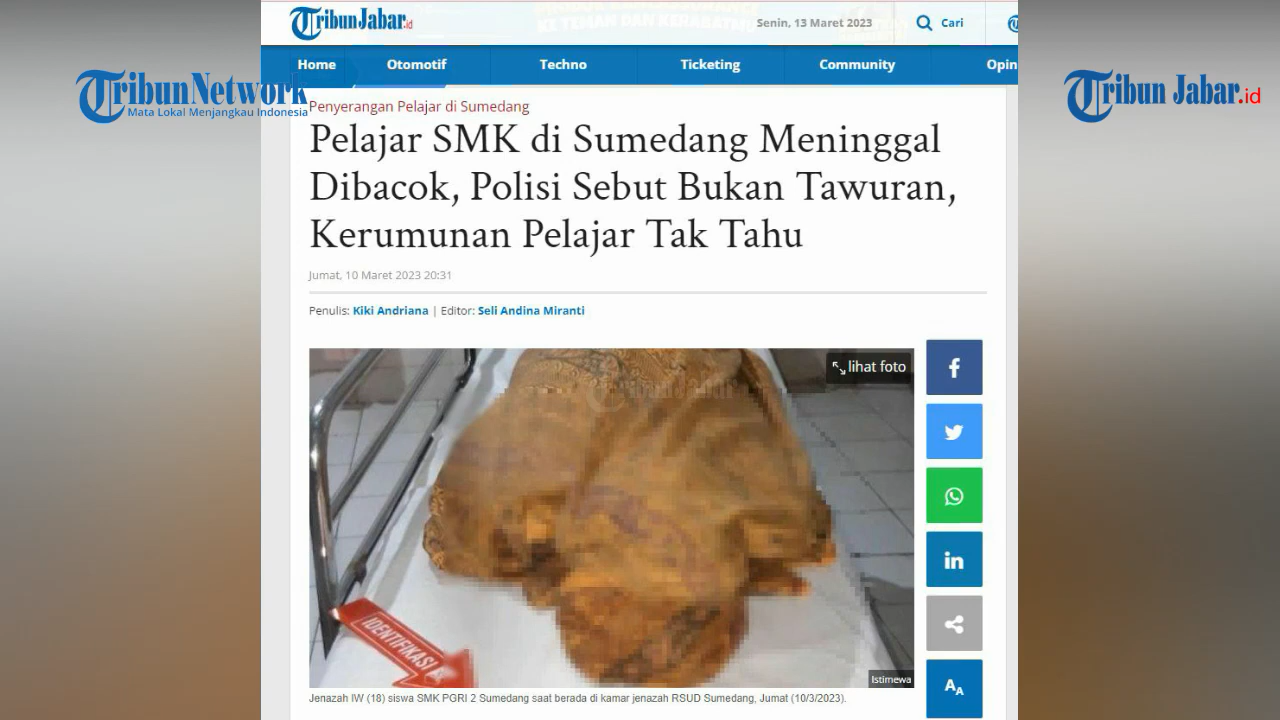 TribunJabar.id
Senin, 13 Maret 2023
Cari
Home
Otomotif
Techno
Ticketing
Community
Opin
TribunNetwork
Mata Lokal Menjangkau Indonesia
Tribun Jabar.id
Penyerangan Pelajar di Sumedang
Pelajar SMK di Sumedang Meninggal
Dibacok, Polisi Sebut Bukan Tawuran,
Kerumunan Pelajar Tak Tahu
Jumat, 10 Maret 2023 20:31
Penulis: Kiki Andriana | Editor: Seli Andina Miranti
lihat foto
TribunJabar
IDENTIFIKASI
Istimewa
Jenazah IW (18) siswa SMK PGRI 2 Sumedang saat berada di kamar jenazah RSUD Sumedang, Jumat (10/3/2023).
AA